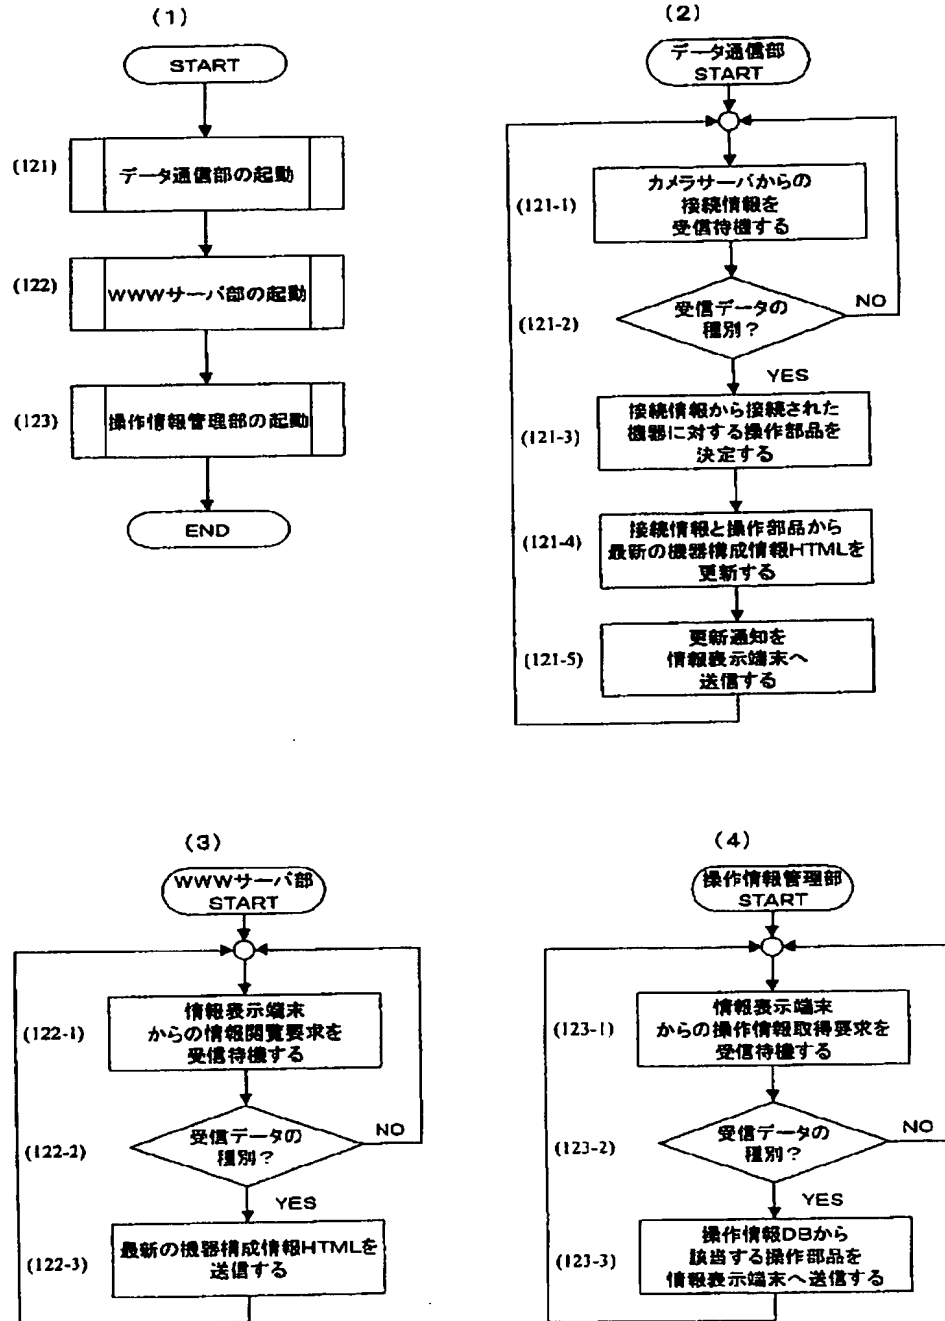 (1)
START
(121)
データ通信部の起動
(122)
WWWサーバ部の起動
(123)
操作情報管理部の起動
END
(2)
データ通信部
START
(121-1)
カメラサーバからの
接続情報を
受信待機する
(121-2)
受信データの
種別？
NO
YES
(121-3)
接続情報から接続された
機器に対する操作部品を
決定する
(121-4)
接続情報と操作部品から
最新の機器構成情報HTMLを
更新する
(121-5)
更新通知を
情報表示端末へ
送信する
(3)
WWWサーバ部
START
(122-1)
情報表示端末
からの情報閲覧要求を
受信待機する
(122-2)
受信データの
種別？
NO
YES
(122-3)
最新の機器構成情報HTMLを
送信する
(4)
操作情報管理部
START
(123-1)
情報表示端末
からの操作情報取得要求を
受信待機する
(123-2)
受信データの
種別？
NO
YES
(123-3)
操作情報DBから
該当する操作部品を
情報表示端末へ送信する